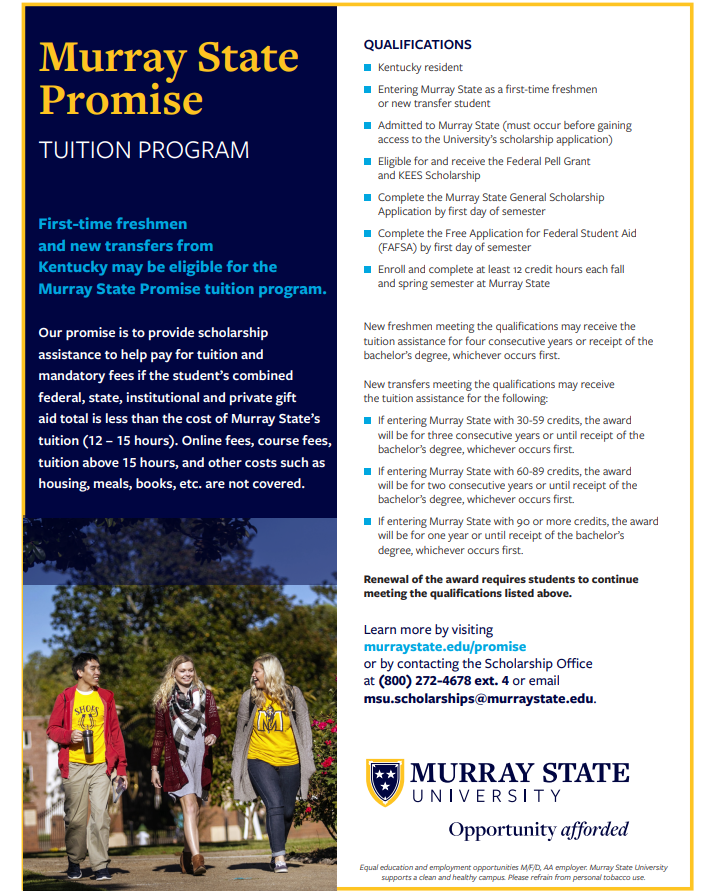 Murray State
Promise
TUITION PROGRAM
First-time freshmen
and new transfers from
Kentucky may be eligible for the
Murray State Promise tuition program.
Our promise is to provide scholarship
assistance to help pay for tuition and
mandatory fees if the student's combined
federal, state, institutional and private gift
aid total is less than the cost of Murray State's
tuition (12 – 15 hours). Online fees, course fees,
tuition above 15 hours, and other costs such as
housing, meals, books, etc. are not covered.
SHOES
M
QUALIFICATIONS
Kentucky resident
Entering Murray State as a first-time freshmen
or new transfer student
Admitted to Murray State (must occur before gaining
access to the University's scholarship application)
Eligible for and receive the Federal Pell Grant
and KEES Scholarship
Complete the Murray State General Scholarship
Application by first day of semester
Complete the Free Application for Federal Student Aid
(FAFSA) by first day of semester
Enroll and complete at least 12 credit hours each fall
and spring semester at Murray State
New freshmen meeting the qualifications may receive the
tuition assistance for four consecutive years or receipt of the
bachelor's degree, whichever occurs first.
New transfers meeting the qualifications may receive
the tuition assistance for the following:
If entering Murray State with 30-59 credits, the award
will be for three consecutive years or until receipt of the
bachelor's degree, whichever occurs first.
If entering Murray State with 60-89 credits, the award
will be for two consecutive years or until receipt of the
bachelor's degree, whichever occurs first.
If entering Murray State with 90 or more credits, the award
will be for one year or until receipt of the bachelor's
degree, whichever occurs first.
Renewal of the award requires students to continue
meeting the qualifications listed above.
Learn more by visiting
murraystate.edu/promise
or by contacting the Scholarship Office
at (800) 272-4678 ext. 4 or email
msu.scholarships@murraystate.edu.
MURRAY STATE
UNIVERSITY
Opportunity afforded
Equal education and employment opportunities M/F/D, AA employer. Murray State University
supports a clean and healthy campus. Please refrain from personal tobacco use.